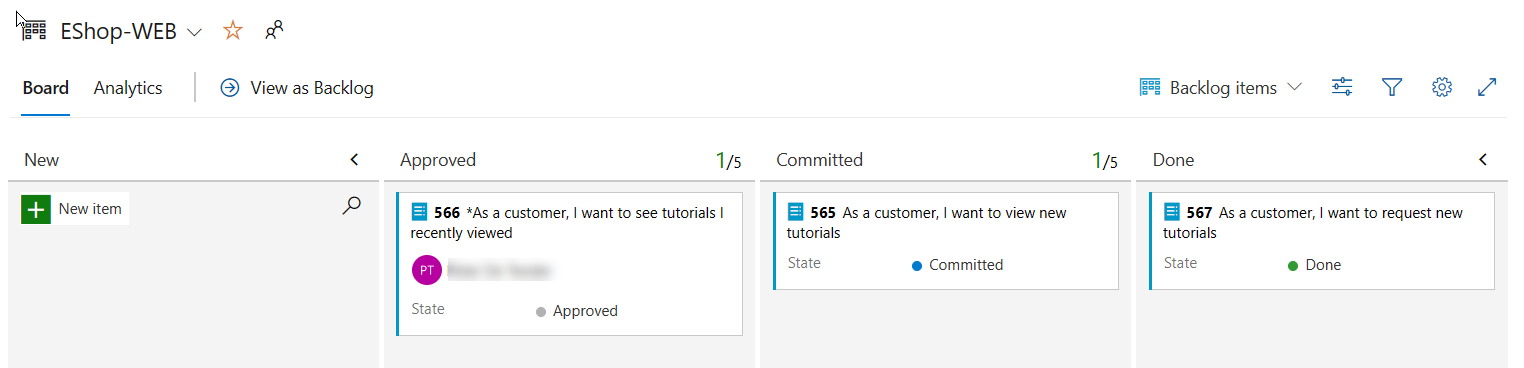 EShop-WEB
Board Analytics View as Backlog Backlog items
New Approved 1/5 Committed 1/5 Done
New item
566 *As a customer, I want to see tutorials I
recently viewed
PT
State Approved
565 As a customer, I want to view new
tutorials
State Committed
567 As a customer, I want to request new
tutorials
State Done